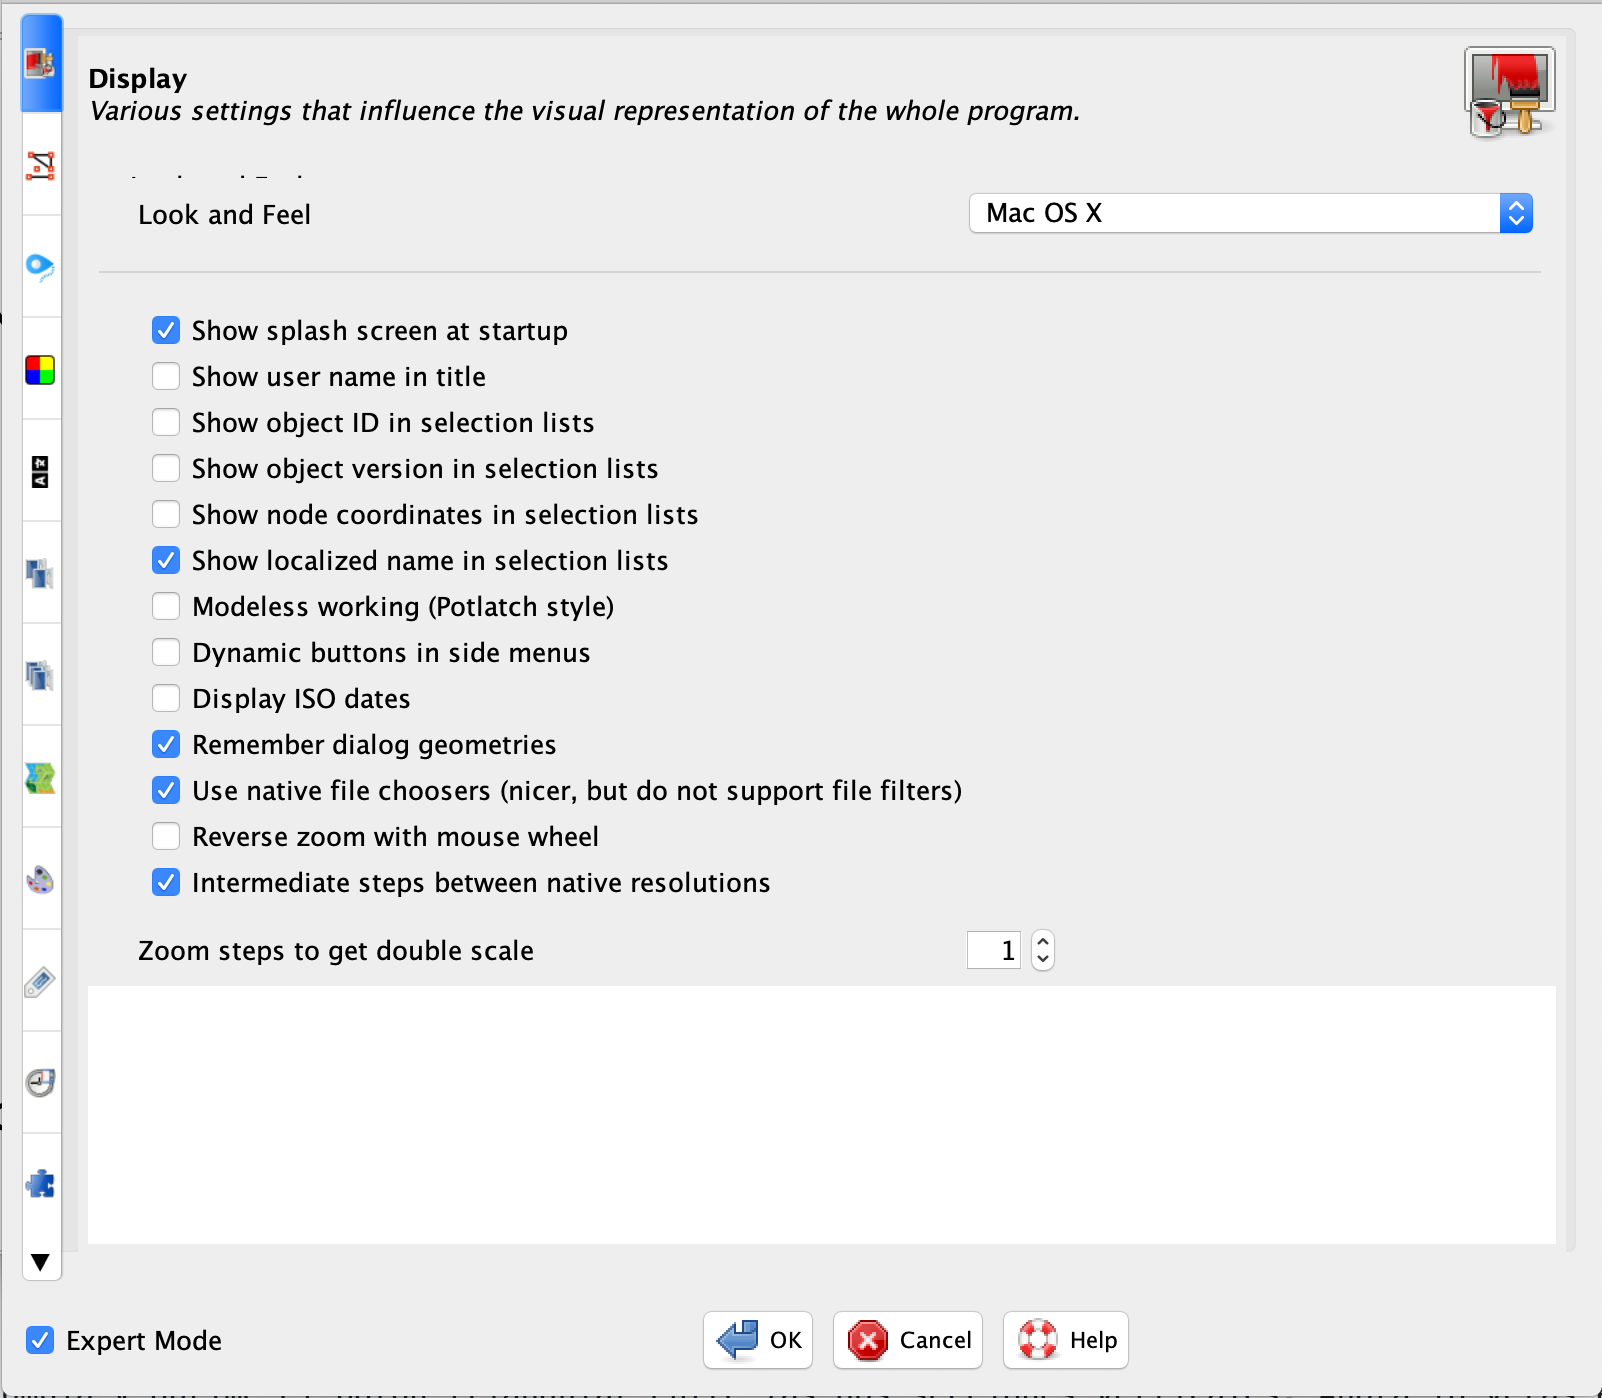 Display
Various settings that influence the visual representation of the whole program.
Look and Feel
Mac OS X
Show splash screen at startup
Show user name in title
Show object ID in selection lists
Show object version in selection lists
Show node coordinates in selection lists
Show localized name in selection lists
Modeless working (Potlatch style)
Dynamic buttons in side menus
Display ISO dates
Remember dialog geometries
Use native file choosers (nicer, but do not support file filters)
Reverse zoom with mouse wheel
Intermediate steps between native resolutions
Zoom steps to get double scale
1
Expert Mode
OK
Cancel
Help